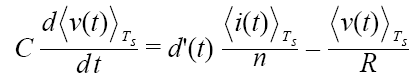 C d⟨v(t)⟩_{T_s} / dt = d'(t) ⟨i(t)⟩_{T_s} / n − ⟨v(t)⟩_{T_s} / R